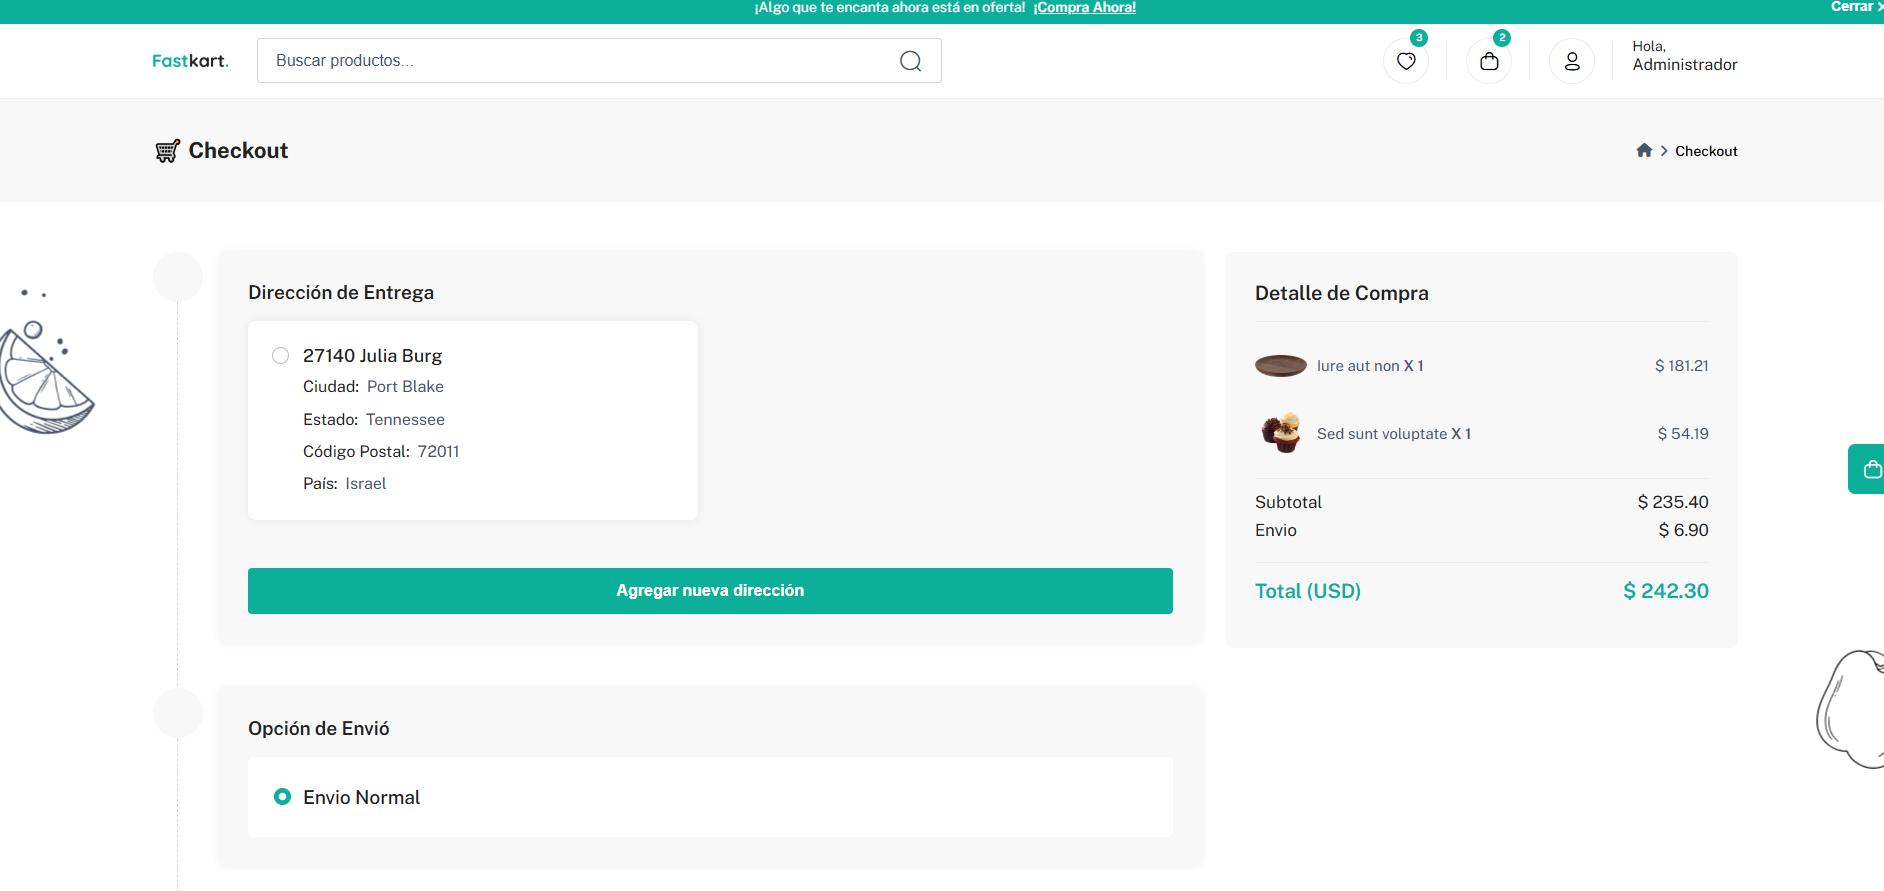 ¡Algo que te encanta ahora está en oferta! ¡Compra Ahora!
Cerrar
Fastkart.
Buscar productos...
3
2
Hola,
Administrador
Checkout
Checkout
Dirección de Entrega
27140 Julia Burg
Ciudad: Port Blake
Estado: Tennessee
Código Postal: 72011
País: Israel
Agregar nueva dirección
Opción de Envió
Envio Normal
Detalle de Compra
Iure aut non X 1 $ 181.21
Sed sunt voluptate X 1 $ 54.19
Subtotal $ 235.40
Envio $ 6.90
Total (USD) $ 242.30